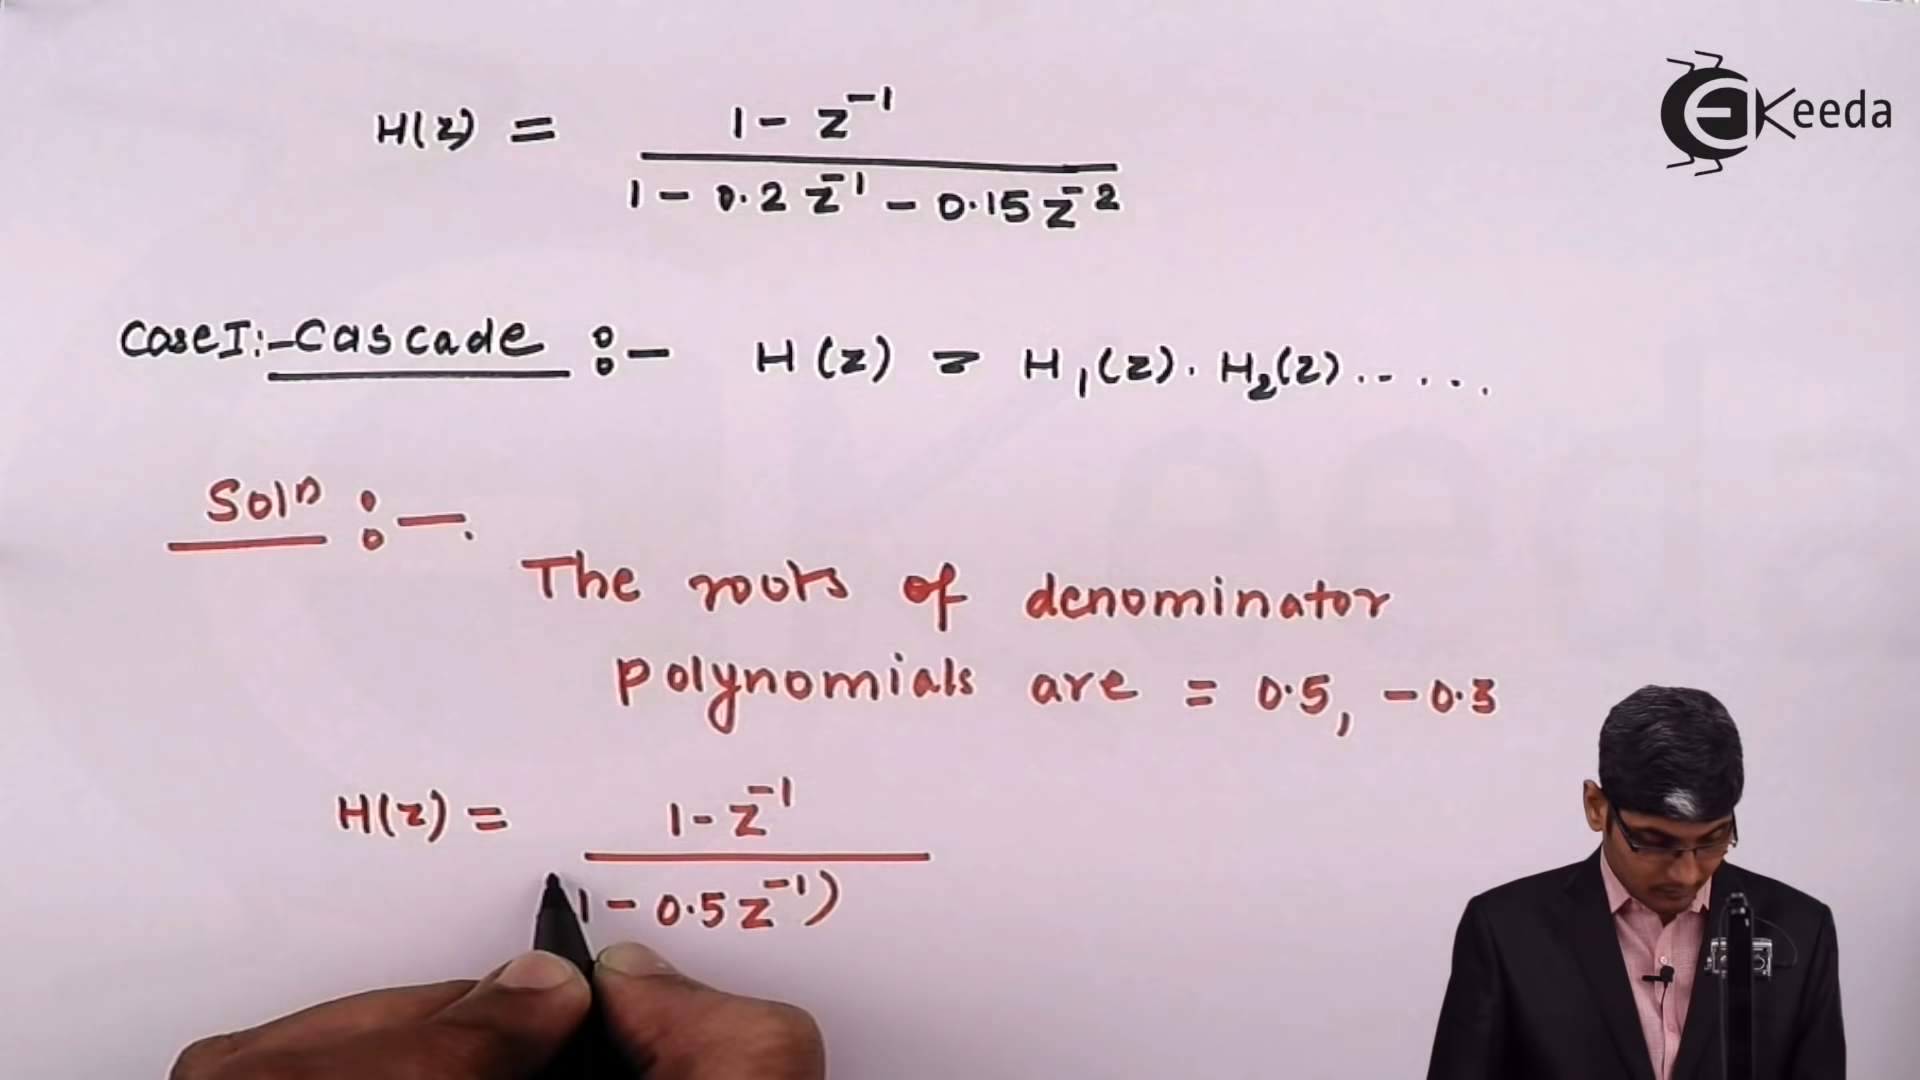 EKeeda
H(z) = 1 - z^-1
1 - 0.2 z^-1 - 0.15 z^-2
Case I:- Cascade :- H(z) = H1(z). H2(z) . . . . .
Solⁿ :-.
The roots of denominator
polynomials are = 0.5, -0.3
H(z) = 1 - z^-1
1 - 0.5 z^-1)